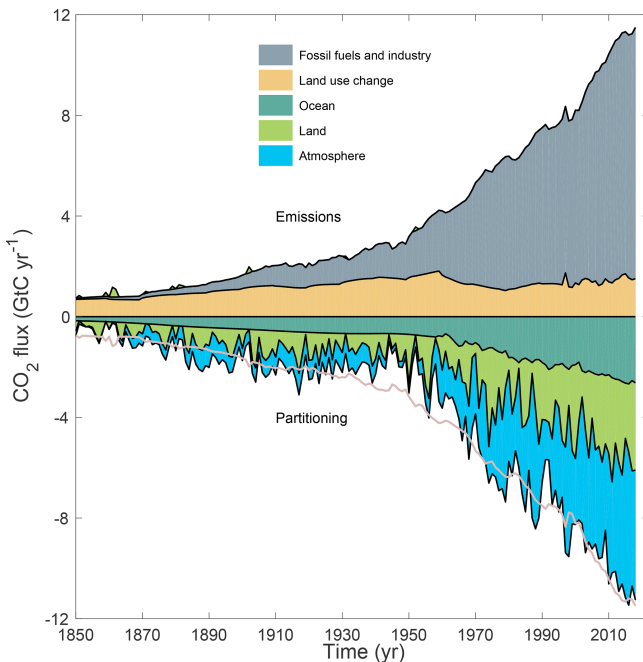 12
8
4
0
-4
-8
-12
CO2 flux (GtC yr-1)
Fossil fuels and industry
Land use change
Ocean
Land
Atmosphere
Emissions
Partitioning
1850 1870 1890 1910 1930 1950 1970 1990 2010
Time (yr)